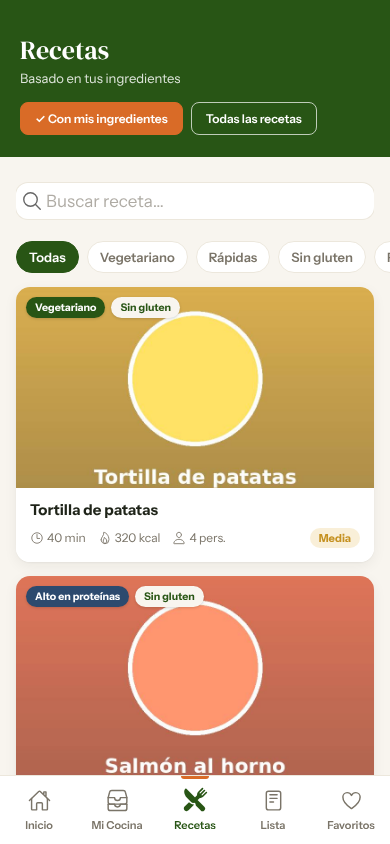 Recetas
Basado en tus ingredientes
✓ Con mis ingredientes
Todas las recetas
Buscar receta...
Todas
Vegetariano
Rápidas
Sin gluten
Vegetariano
Sin gluten
Tortilla de patatas
Tortilla de patatas
40 min
320 kcal
4 pers.
Media
Alto en proteínas
Sin gluten
Salmón al horno
Inicio
Mi Cocina
Recetas
Lista
Favoritos